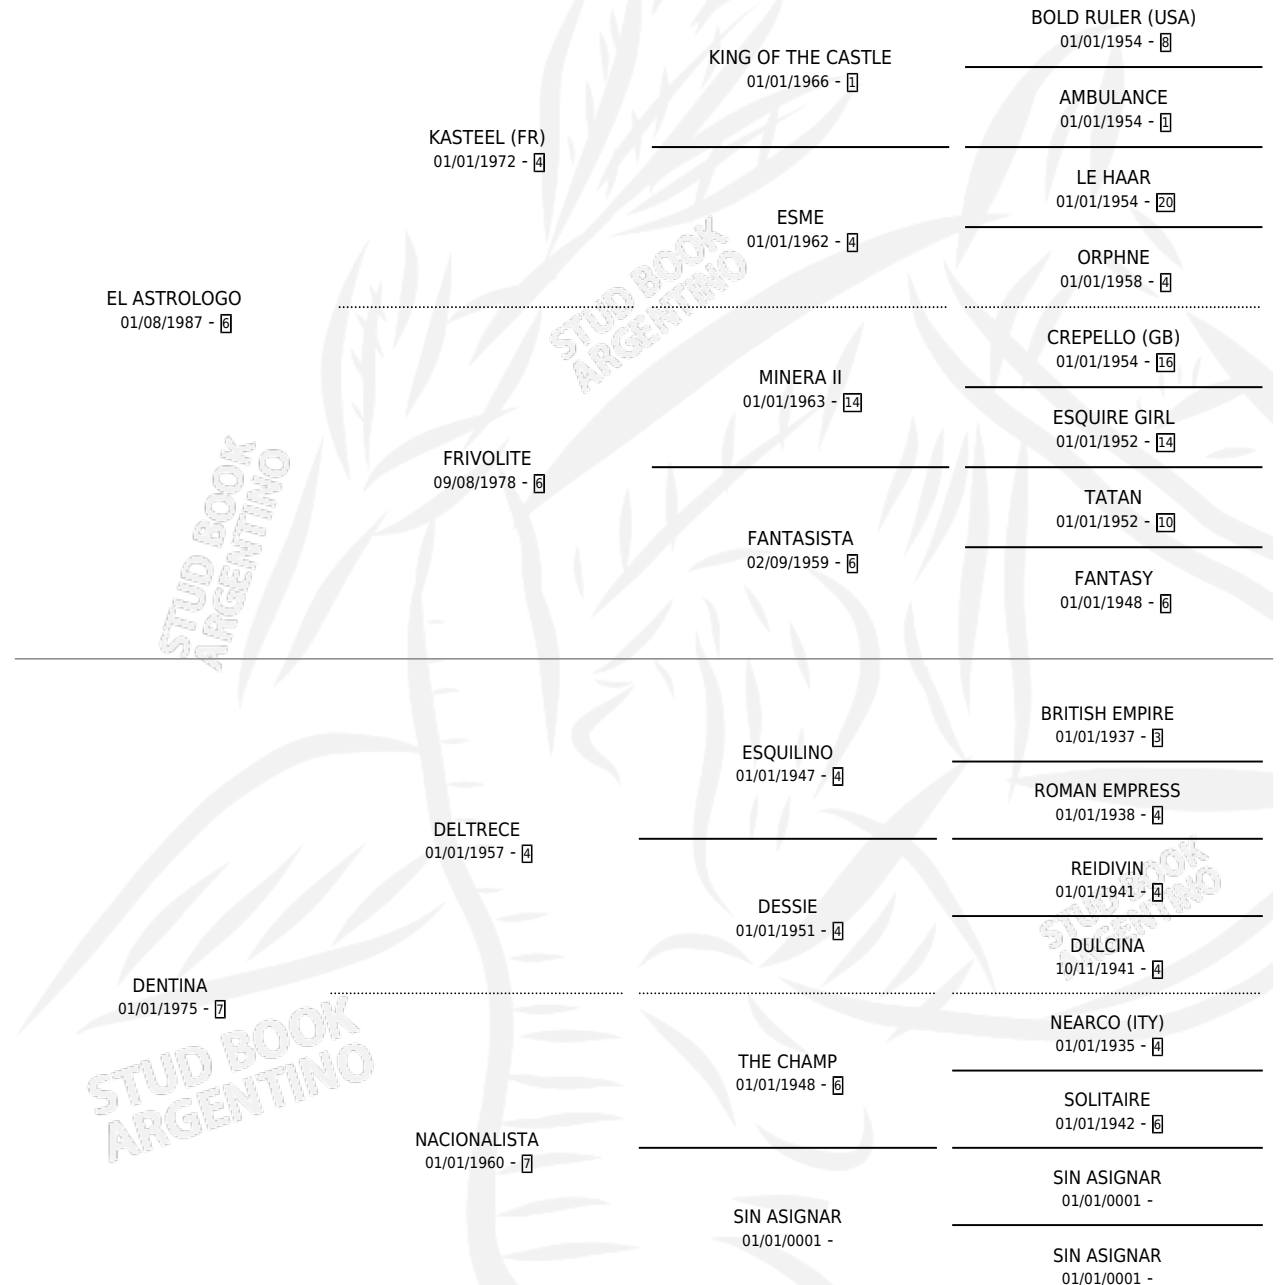 BOLD RULER (USA)
01/01/1954 - 8
KING OF THE CASTLE
01/01/1966 - 1
AMBULANCE
01/01/1954 - 1
KASTEEL (FR)
01/01/1972 - 4
LE HAAR
01/01/1954 - 20
ESME
01/01/1962 - 4
ORPHNE
01/01/1958 - 4
EL ASTROLOGO
01/08/1987 - 6
CREPELLO (GB)
01/01/1954 - 16
MINERA II
01/01/1963 - 14
ESQUIRE GIRL
01/01/1952 - 14
FRIVOLITE
09/08/1978 - 6
TATAN
01/01/1952 - 10
FANTASISTA
02/09/1959 - 6
FANTASY
01/01/1948 - 6
BRITISH EMPIRE
01/01/1937 - 3
ESQUILINO
01/01/1947 - 4
ROMAN EMPRESS
01/01/1938 - 4
DELTRECE
01/01/1957 - 4
REIDIVIN
01/01/1941 - 4
DESSIE
01/01/1951 - 4
DULCINA
10/11/1941 - 4
DENTINA
01/01/1975 - 7
NEARCO (ITY)
01/01/1935 - 4
THE CHAMP
01/01/1948 - 6
SOLITAIRE
01/01/1942 - 6
NACIONALISTA
01/01/1960 - 7
SIN ASIGNAR
01/01/0001 -
SIN ASIGNAR
01/01/0001 -
SIN ASIGNAR
01/01/0001 -
STUD BOOK
ARGENTINO
STUD BOOK
ARGENTINO
STUD BOOK
ARGENTINO
STUD BOOK
ARGENTINO